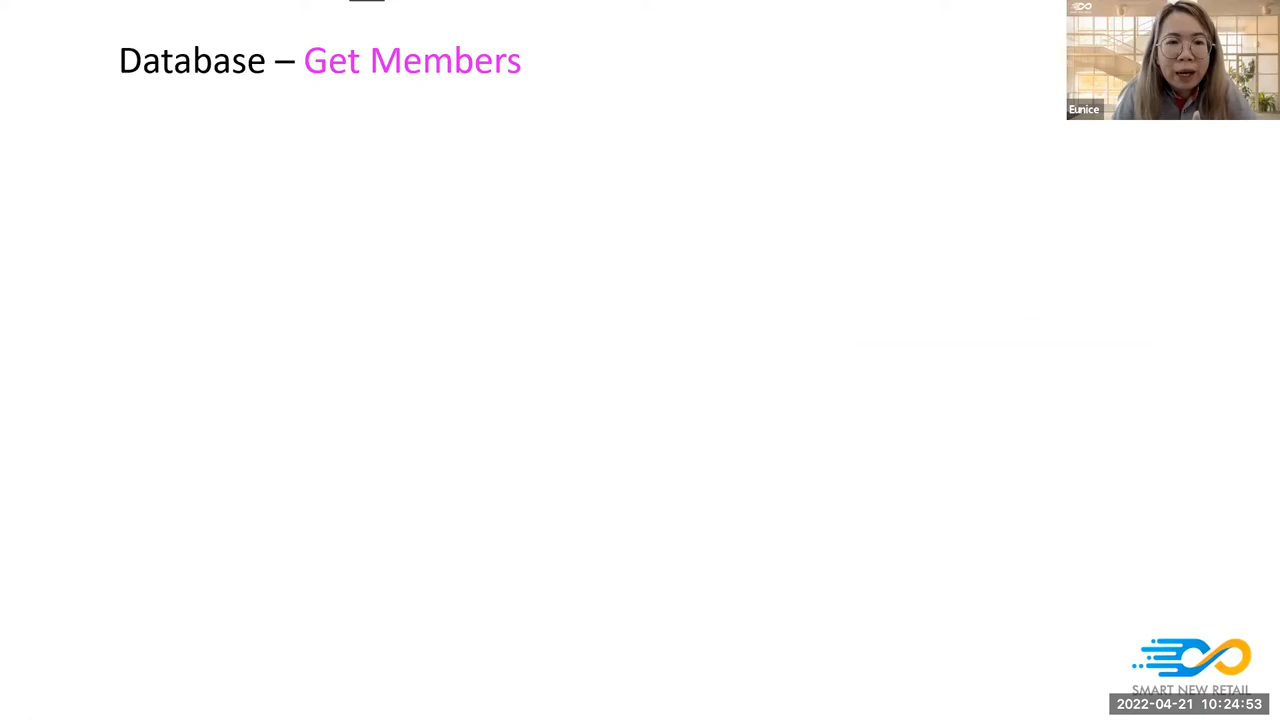 Database – Get Members
Eunice
SMART NEW RETAIL
2022-04-21 10:24:53